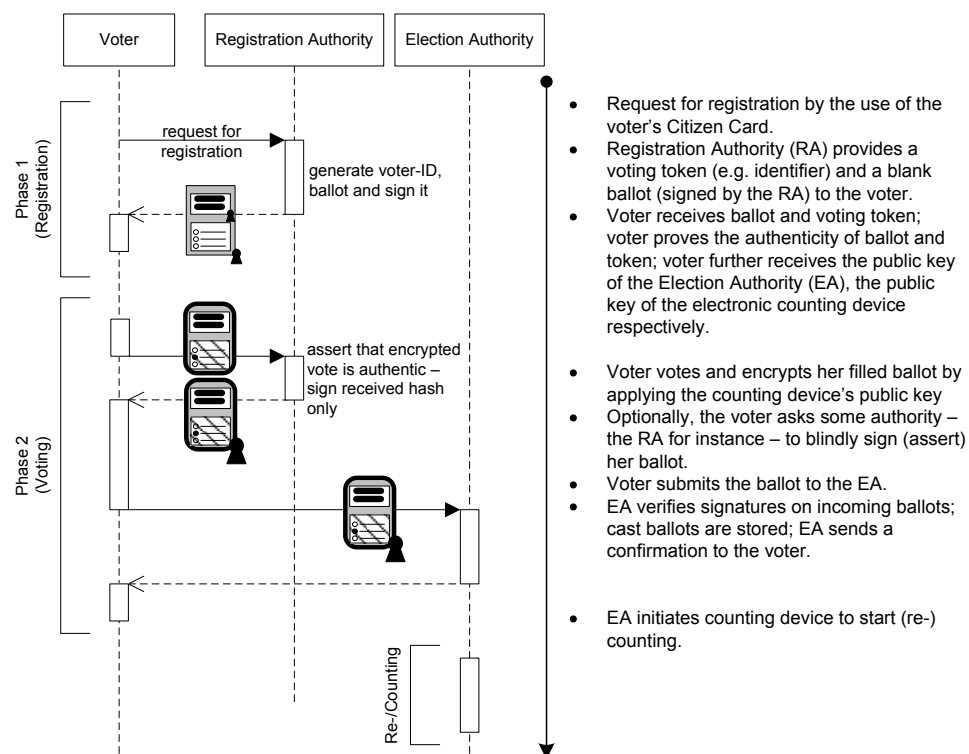 Voter
Registration Authority
Election Authority
Phase 1
(Registration)
request for
registration
generate voter-ID,
ballot and sign it
Phase 2
(Voting)
assert that encrypted
vote is authentic –
sign received hash
only
Re-/Counting
• Request for registration by the use of the
voter's Citizen Card.
• Registration Authority (RA) provides a
voting token (e.g. identifier) and a blank
ballot (signed by the RA) to the voter.
• Voter receives ballot and voting token;
voter proves the authenticity of ballot and
token; voter further receives the public key
of the Election Authority (EA), the public
key of the electronic counting device
respectively.
• Voter votes and encrypts her filled ballot by
applying the counting device's public key
• Optionally, the voter asks some authority –
the RA for instance – to blindly sign (assert)
her ballot.
• Voter submits the ballot to the EA.
• EA verifies signatures on incoming ballots;
cast ballots are stored; EA sends a
confirmation to the voter.
• EA initiates counting device to start (re-)
counting.